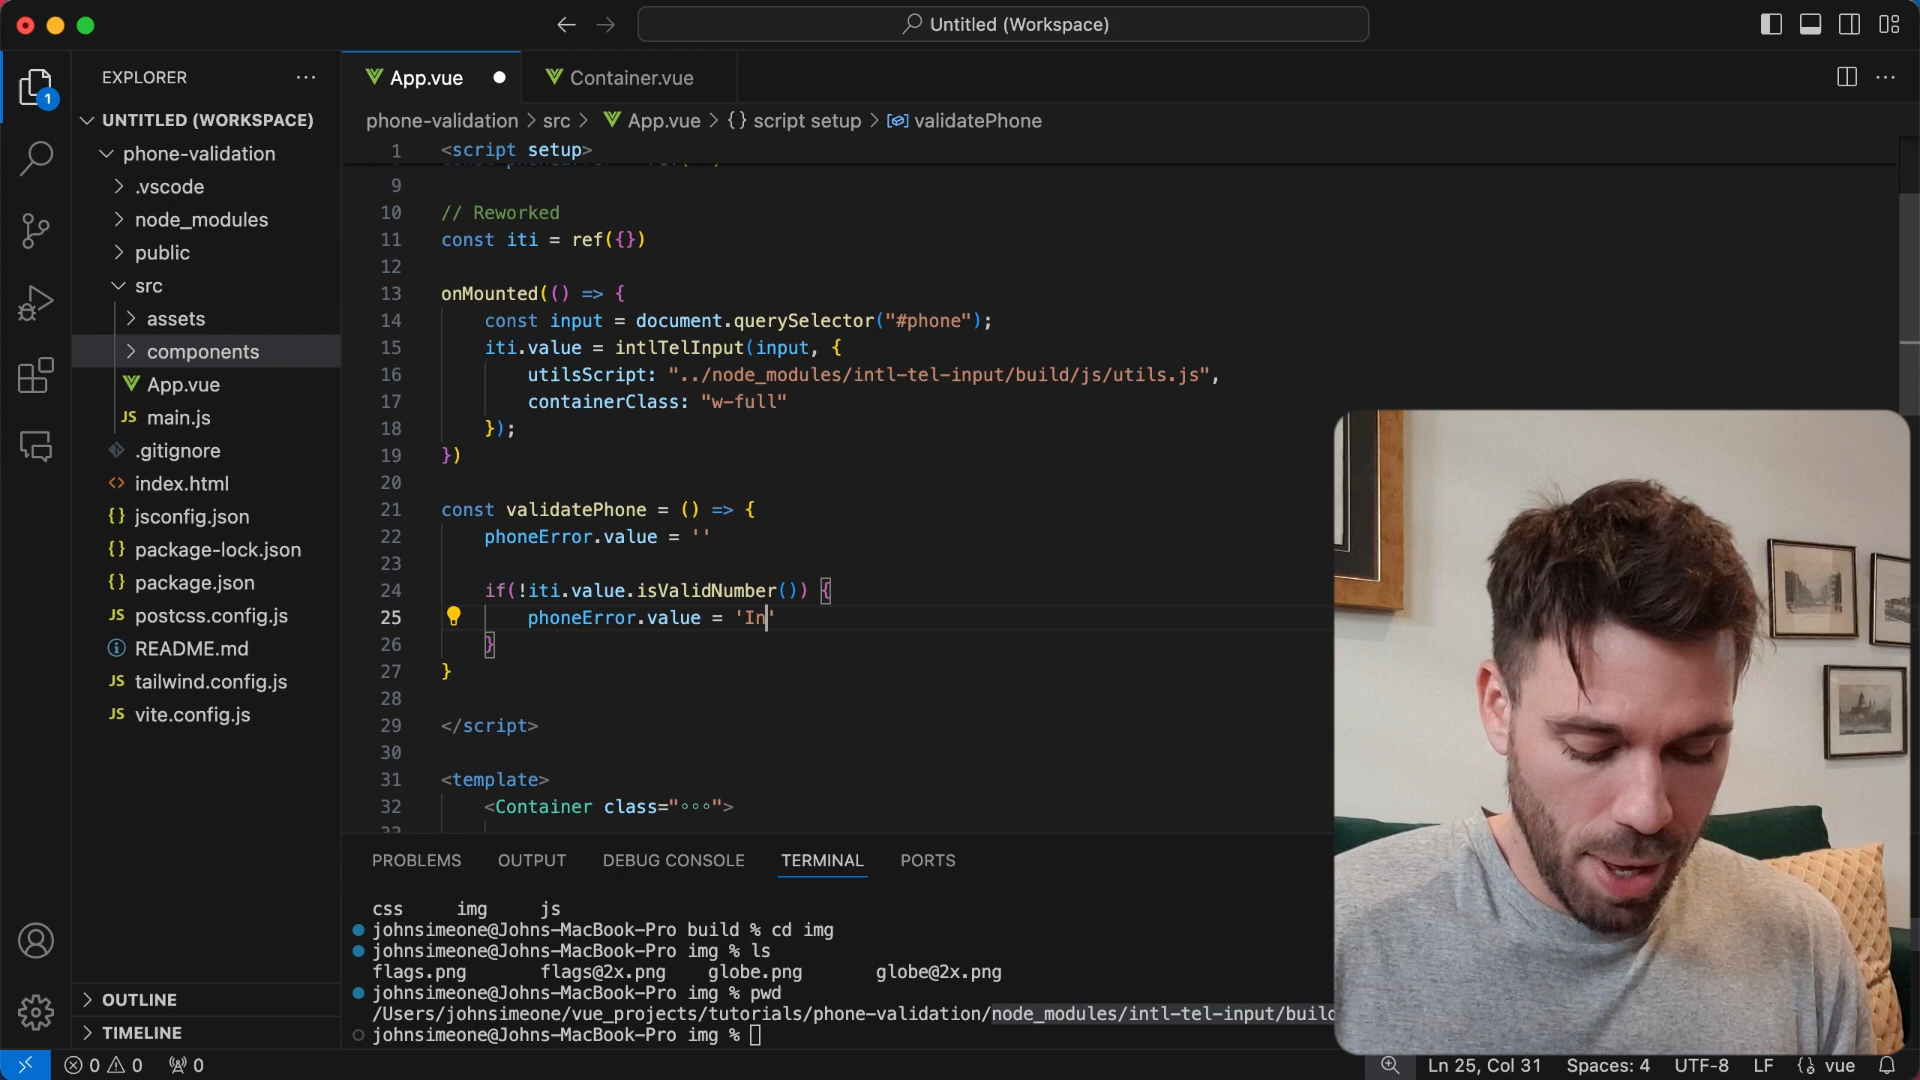 Untitled (Workspace)
EXPLORER
1
UNTITLED (WORKSPACE)
phone-validation
.vscode
node_modules
public
src
assets
components
App.vue
main.js
.gitignore
index.html
jsconfig.json
package-lock.json
package.json
postcss.config.js
README.md
tailwind.config.js
vite.config.js
OUTLINE
TIMELINE
App.vue
Container.vue
phone-validation > src > App.vue > {} script setup > validatePhone
1 <script setup>
9
10 // Reworked
11 const iti = ref({})
12
13 onMounted(() => {
14 const input = document.querySelector("#phone");
15 iti.value = intlTelInput(input, {
16 utilsScript: "../node_modules/intl-tel-input/build/js/utils.js",
17 containerClass: "w-full"
18 });
19 })
20
21 const validatePhone = () => {
22 phoneError.value = ''
23
24 if(!iti.value.isValidNumber()) {
25 phoneError.value = 'In'
26 }
27 }
28
29 </script>
30
31 <template>
32 <Container class="∘∘∘">
PROBLEMS OUTPUT DEBUG CONSOLE TERMINAL PORTS
css img js
johnsimeone@Johns-MacBook-Pro build % cd img
johnsimeone@Johns-MacBook-Pro img % ls
flags.png flags@2x.png globe.png globe@2x.png
johnsimeone@Johns-MacBook-Pro img % pwd
/Users/johnsimeone/vue_projects/tutorials/phone-validation/node_modules/intl-tel-input/build
johnsimeone@Johns-MacBook-Pro img %
0 0 0 Ln 25, Col 31 Spaces: 4 UTF-8 LF vue